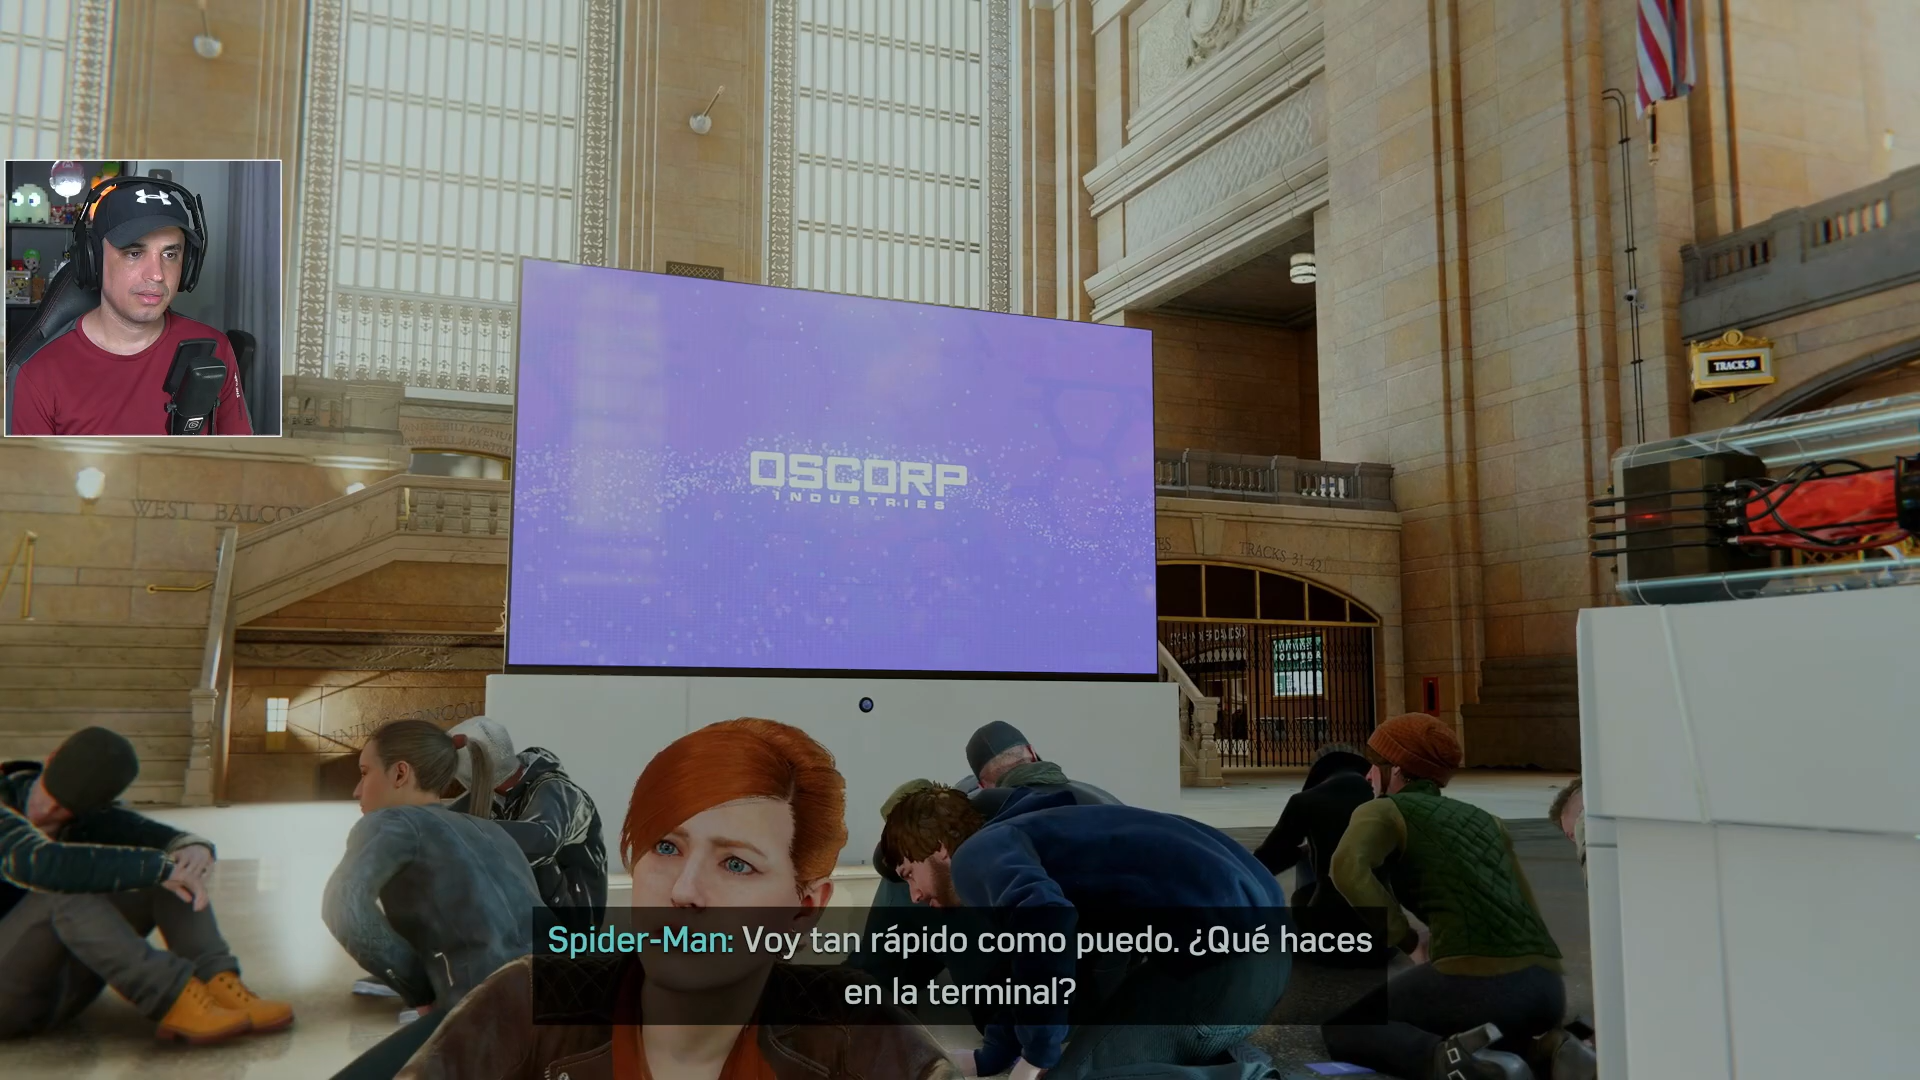 OSCORP
INDUSTRIES
TRACK 30
WEST BALCO
TRACKS 31-42
Spider-Man: Voy tan rápido como puedo. ¿Qué haces
en la terminal?